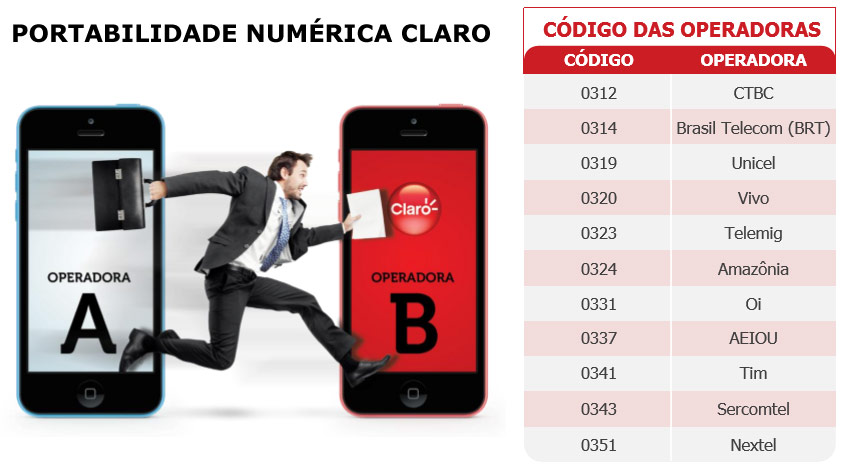 PORTABILIDADE NUMÉRICA CLARO
OPERADORA
A
Claro
OPERADORA
B
CÓDIGO DAS OPERADORAS
CÓDIGO OPERADORA
0312 CTBC
0314 Brasil Telecom (BRT)
0319 Unicel
0320 Vivo
0323 Telemig
0324 Amazônia
0331 Oi
0337 AEIOU
0341 Tim
0343 Sercomtel
0351 Nextel